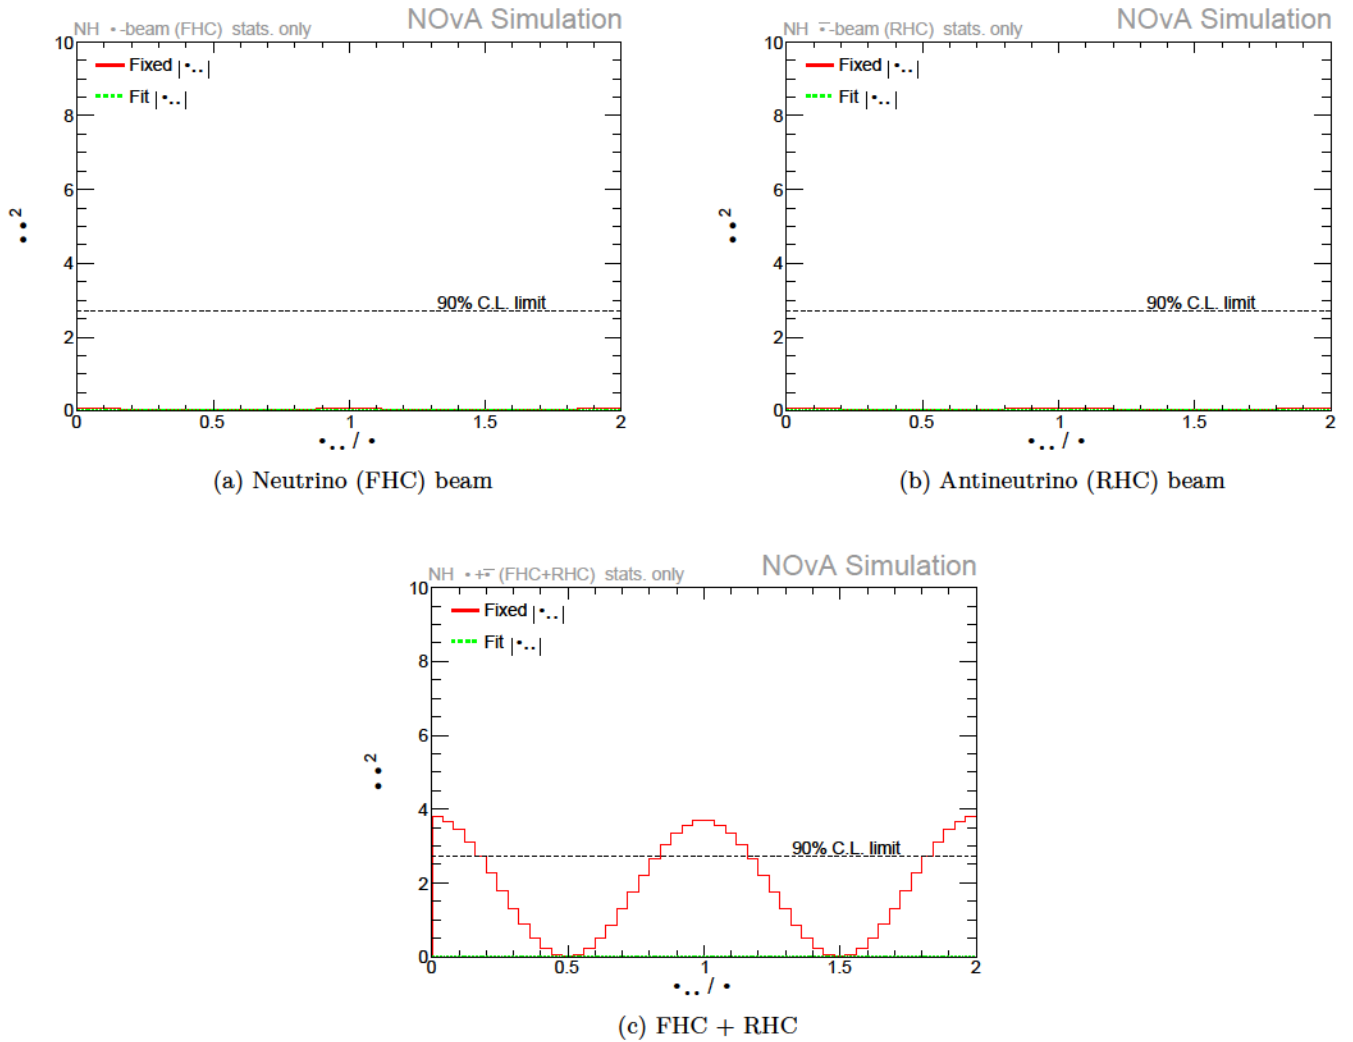 NH •-beam (FHC) stats. only NOvA Simulation
10
Fixed |•..|
Fit |•..|
8
6
••²
4
90% C.L. limit
2
0
0 0.5 1 1.5 2
•../ •
(a) Neutrino (FHC) beam
NH •̅-beam (RHC) stats. only NOvA Simulation
10
Fixed |•..|
Fit |•..|
8
6
••²
4
90% C.L. limit
2
0
0 0.5 1 1.5 2
•../ •
(b) Antineutrino (RHC) beam
NH •+•̅ (FHC+RHC) stats. only NOvA Simulation
10
Fixed |•..|
Fit |•..|
8
6
••²
4
90% C.L. limit
2
0
0 0.5 1 1.5 2
•../ •
(c) FHC + RHC